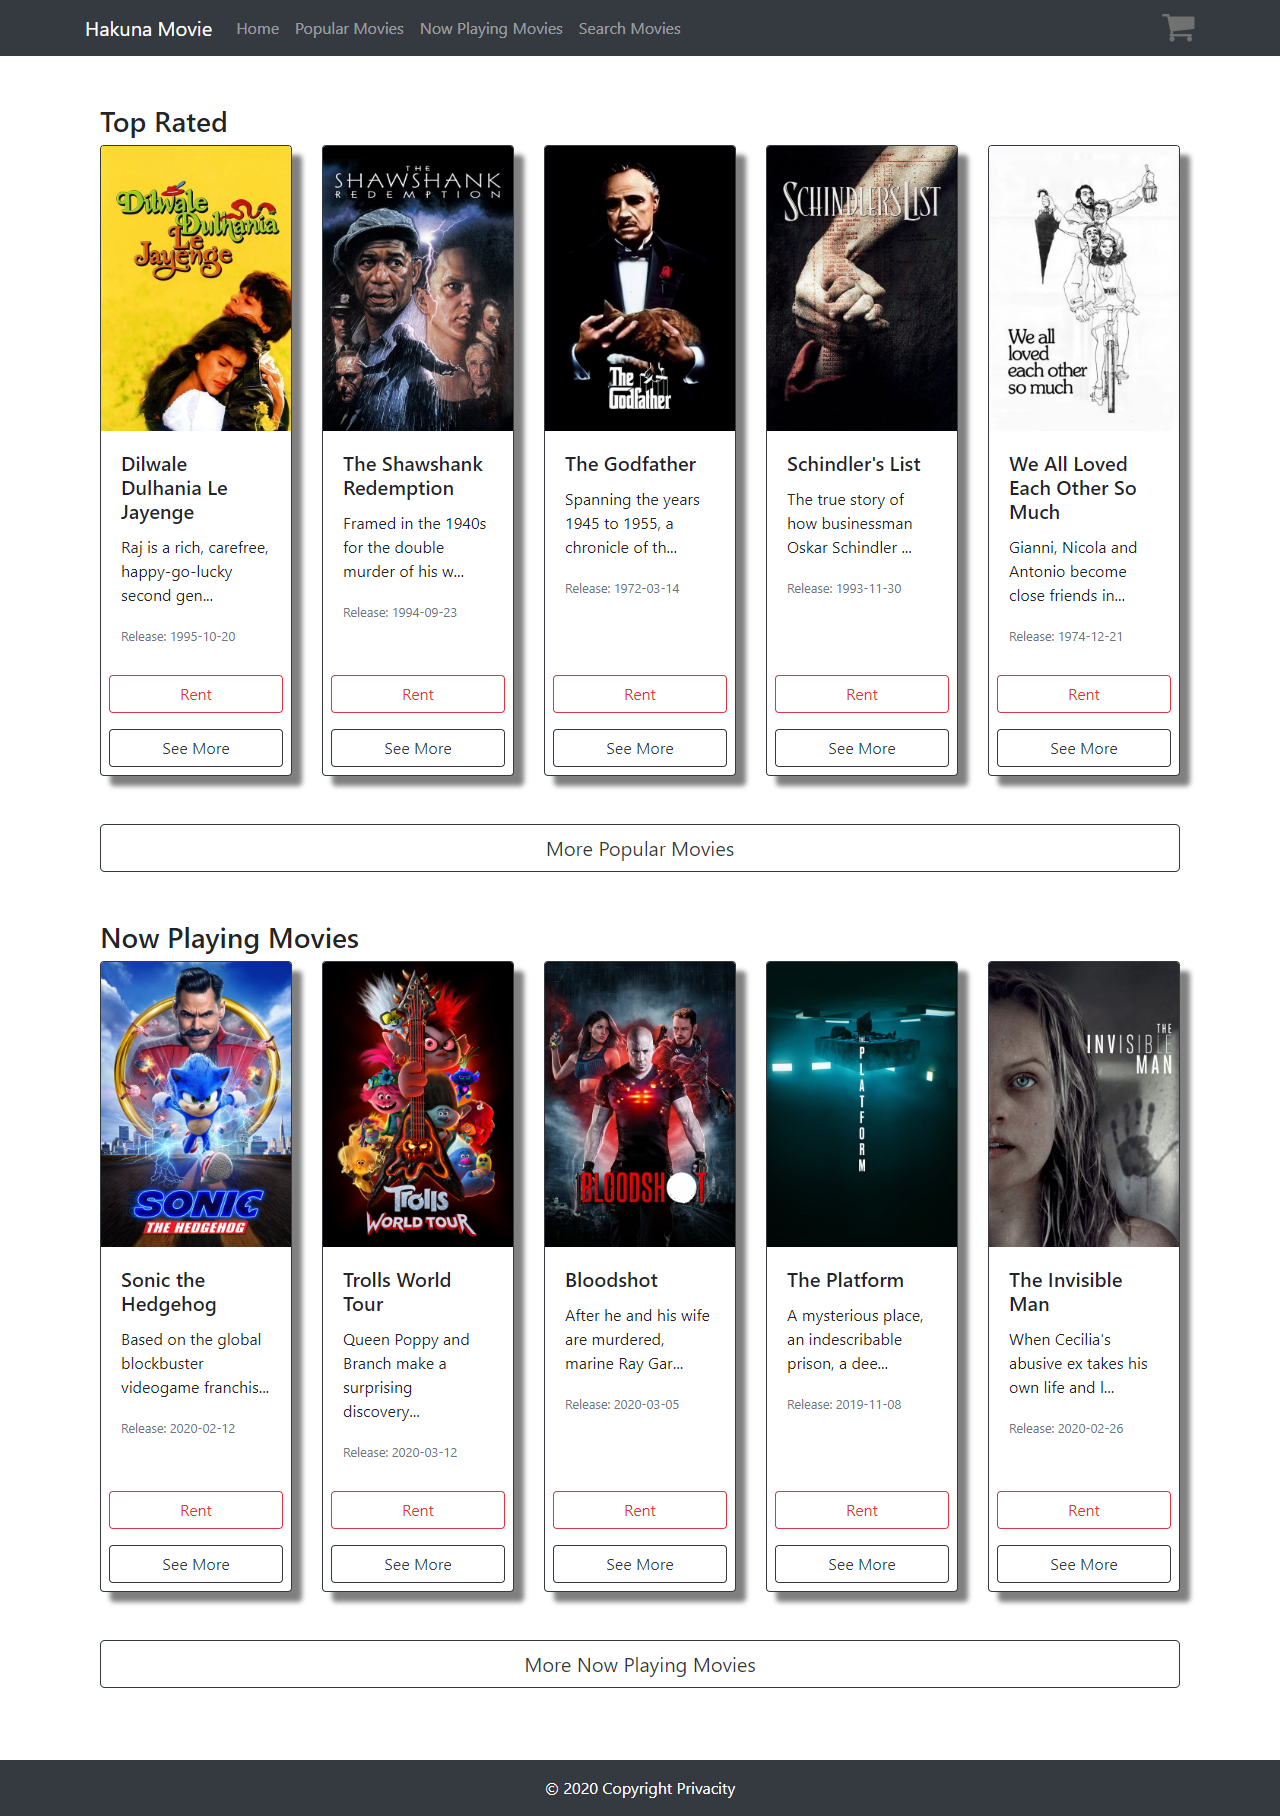 Hakuna Movie Home Popular Movies Now Playing Movies Search Movies
Top Rated
Dilwale
Dulhania
Le
Jayenge
THE
SHAWSHANK
REDEMPTION
The
Godfather
SCHINDLER'S LIST
We all
loved
each other
so much
Dilwale
Dulhania Le
Jayenge
Raj is a rich, carefree,
happy-go-lucky
second gen...
Release: 1995-10-20
Rent
See More
The Shawshank
Redemption
Framed in the 1940s
for the double
murder of his w...
Release: 1994-09-23
Rent
See More
The Godfather
Spanning the years
1945 to 1955, a
chronicle of th...
Release: 1972-03-14
Rent
See More
Schindler's List
The true story of
how businessman
Oskar Schindler ...
Release: 1993-11-30
Rent
See More
We All Loved
Each Other So
Much
Gianni, Nicola and
Antonio become
close friends in...
Release: 1974-12-21
Rent
See More
More Popular Movies
Now Playing Movies
SONIC
THE HEDGEHOG
Trolls
WORLD TOUR
BLOODSHOT
THE
PLATFORM
THE
INVISIBLE
MAN
Sonic the
Hedgehog
Based on the global
blockbuster
videogame franchis...
Release: 2020-02-12
Rent
See More
Trolls World
Tour
Queen Poppy and
Branch make a
surprising
discovery...
Release: 2020-03-12
Rent
See More
Bloodshot
After he and his wife
are murdered,
marine Ray Gar...
Release: 2020-03-05
Rent
See More
The Platform
A mysterious place,
an indescribable
prison, a dee...
Release: 2019-11-08
Rent
See More
The Invisible
Man
When Cecilia's
abusive ex takes his
own life and l...
Release: 2020-02-26
Rent
See More
More Now Playing Movies
© 2020 Copyright Privacity